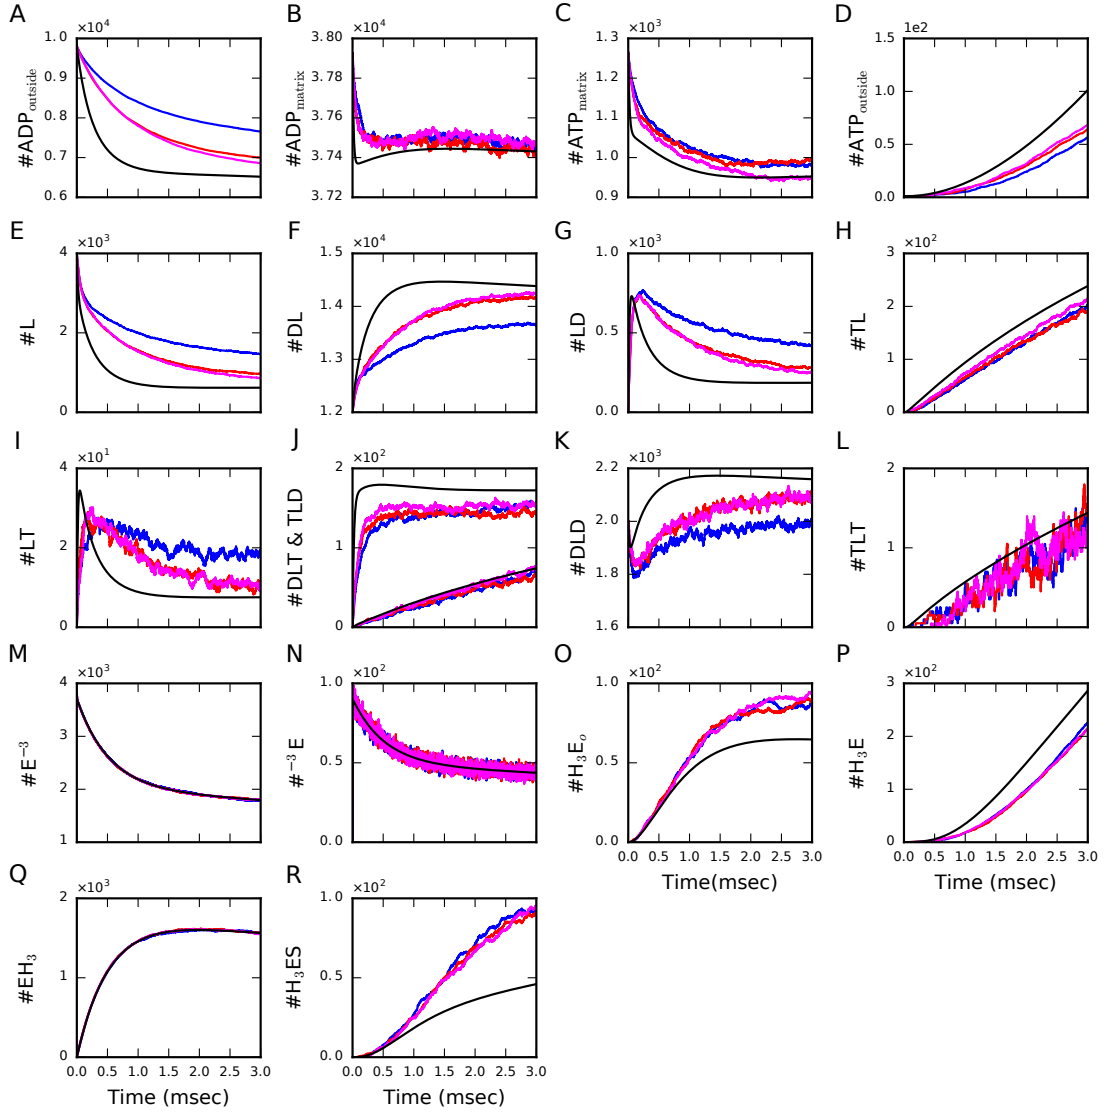 A
×10⁴
1.0
0.9
0.8
0.7
0.6
#ADP_outside
B
×10⁴
3.80
3.78
3.76
3.74
3.72
#ADP_matrix
C
×10³
1.3
1.2
1.1
1.0
0.9
#ATP_matrix
D
1e2
1.5
1.0
0.5
0.0
#ATP_outside
E
×10³
4
2
0
#L
F
×10⁴
1.5
1.4
1.3
1.2
#DL
G
×10³
1.0
0.5
0.0
#LD
H
×10²
3
2
1
0
#TL
I
×10¹
4
2
0
#LT
J
×10²
2
1
0
#DLT & TLD
K
×10³
2.2
2.0
1.8
1.6
#DLD
L
2
1
0
#TLT
M
×10³
4
3
2
1
#E⁻³
N
×10²
1.0
0.5
0.0
#⁻³E
O
×10²
1.0
0.5
0.0
#H₃Eₒ
0.0 0.5 1.0 1.5 2.0 2.5 3.0
Time(msec)
P
×10²
3
2
1
0
#H₃E
0.0 0.5 1.0 1.5 2.0 2.5 3.0
Time (msec)
Q
×10³
2
1
0
#EH₃
0.0 0.5 1.0 1.5 2.0 2.5 3.0
Time (msec)
R
×10²
1.0
0.5
0.0
#H₃ES
0.0 0.5 1.0 1.5 2.0 2.5 3.0
Time (msec)